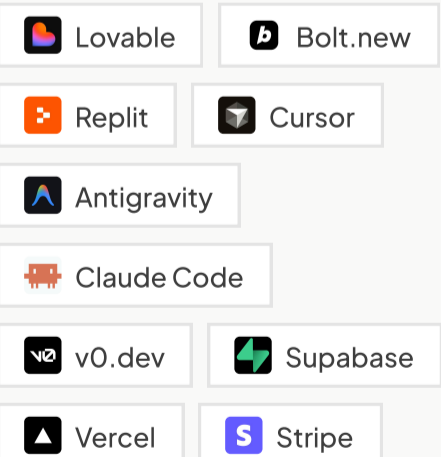 Lovable
Bolt.new
Replit
Cursor
Antigravity
Claude Code
v0.dev
Supabase
Vercel
Stripe